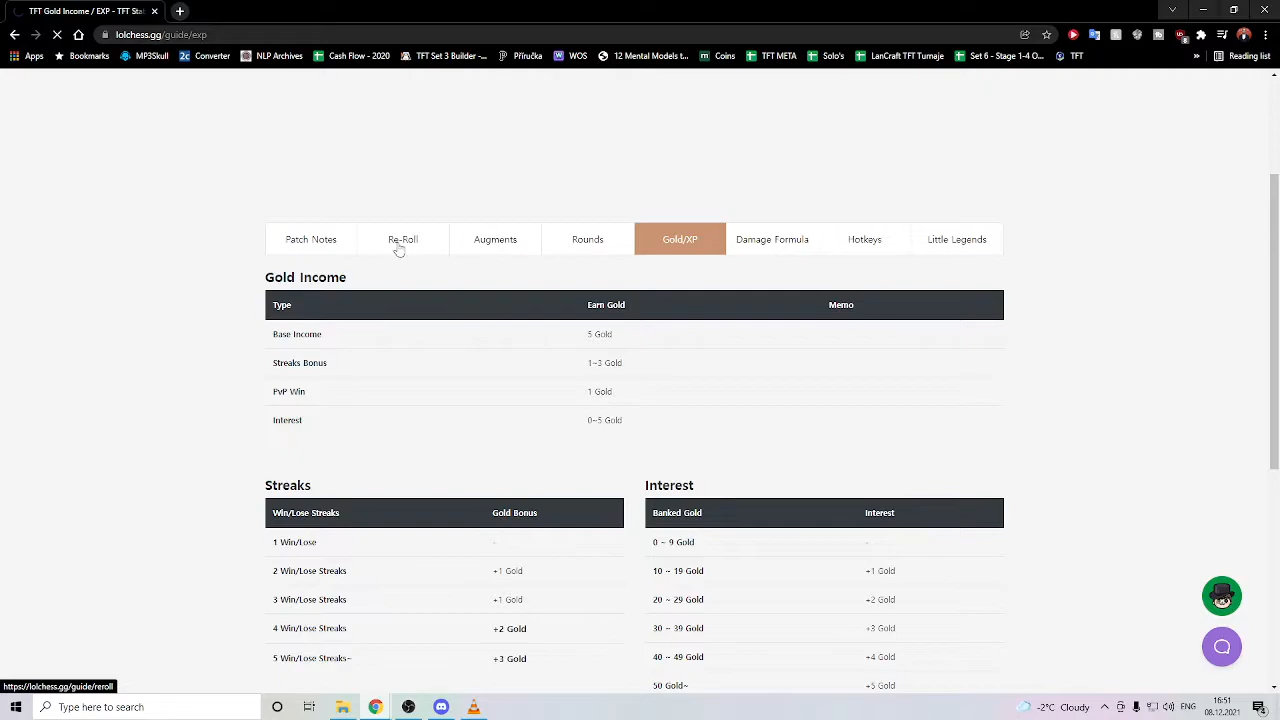 TFT Gold Income / EXP - TFT Sta
lolchess.gg/guide/exp
Apps Bookmarks MP3Skull Converter NLP Archives Cash Flow - 2020 TFT Set 3 Builder -... Příučka WOS 12 Mental Models t... Coins TFT META Solo's LanCraft TFT Turnaje Set 6 - Stage 1-4 O... TFT » Reading list
Patch Notes Re-Roll Augments Rounds Gold/XP Damage Formula Hotkeys Little Legends
Gold Income
Type Earn Gold Memo
Base Income 5 Gold
Streaks Bonus 1~3 Gold
PvP Win 1 Gold
Interest 0~5 Gold
Streaks Interest
Win/Lose Streaks Gold Bonus Banked Gold Interest
1 Win/Lose - 0 ~ 9 Gold -
2 Win/Lose Streaks +1 Gold 10 ~ 19 Gold +1 Gold
3 Win/Lose Streaks +1 Gold 20 ~ 29 Gold +2 Gold
4 Win/Lose Streaks +2 Gold 30 ~ 39 Gold +3 Gold
5 Win/Lose Streaks~ +3 Gold 40 ~ 49 Gold +4 Gold
50 Gold~ +5 Gold
https://lolchess.gg/guide/reroll
Type here to search 2°C Cloudy ENG 16:51
08.12.2021